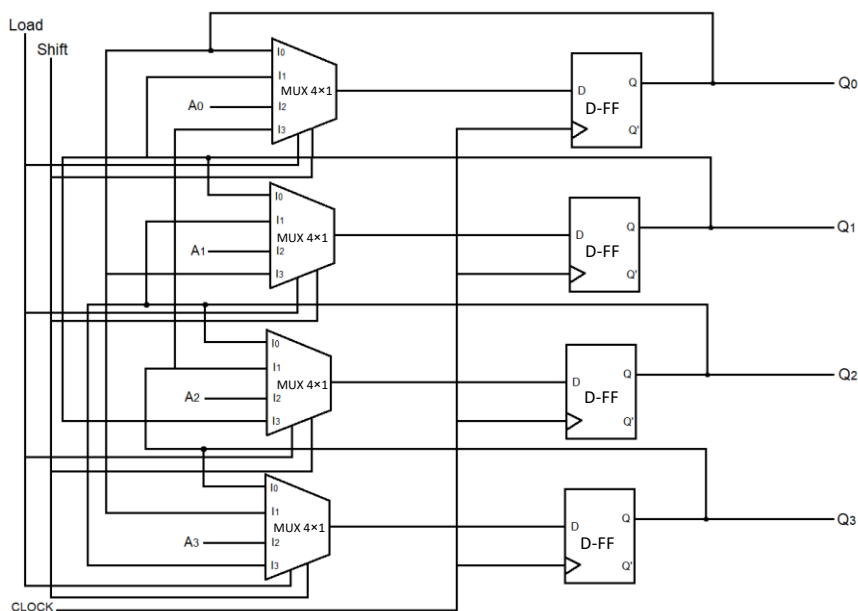 Load
Shift
I0
I1
A0 I2
I3
MUX 4×1
D Q
D-FF
Q'
Q0
I0
I1
A1 I2
I3
MUX 4×1
D Q
D-FF
Q'
Q1
I0
I1
A2 I2
I3
MUX 4×1
D Q
D-FF
Q'
Q2
I0
I1
A3 I2
I3
MUX 4×1
D Q
D-FF
Q'
Q3
CLOCK